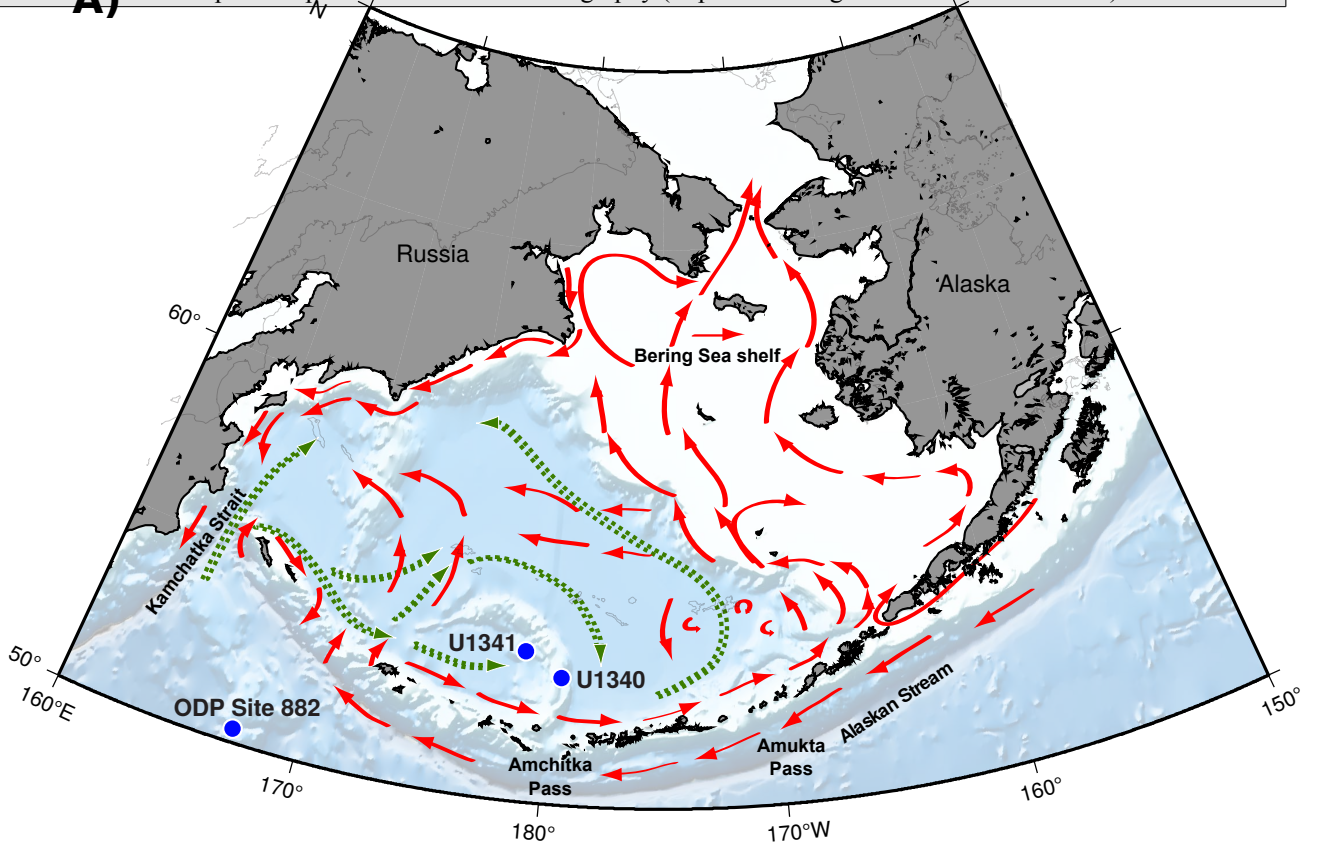 A)
N
Russia
Alaska
60°
Bering Sea shelf
Kamchatka Strait
U1341
U1340
50°
160°E
ODP Site 882
Alaskan Stream
150°
Amukta
Pass
Amchitka
Pass
170°
160°
180°
170°W